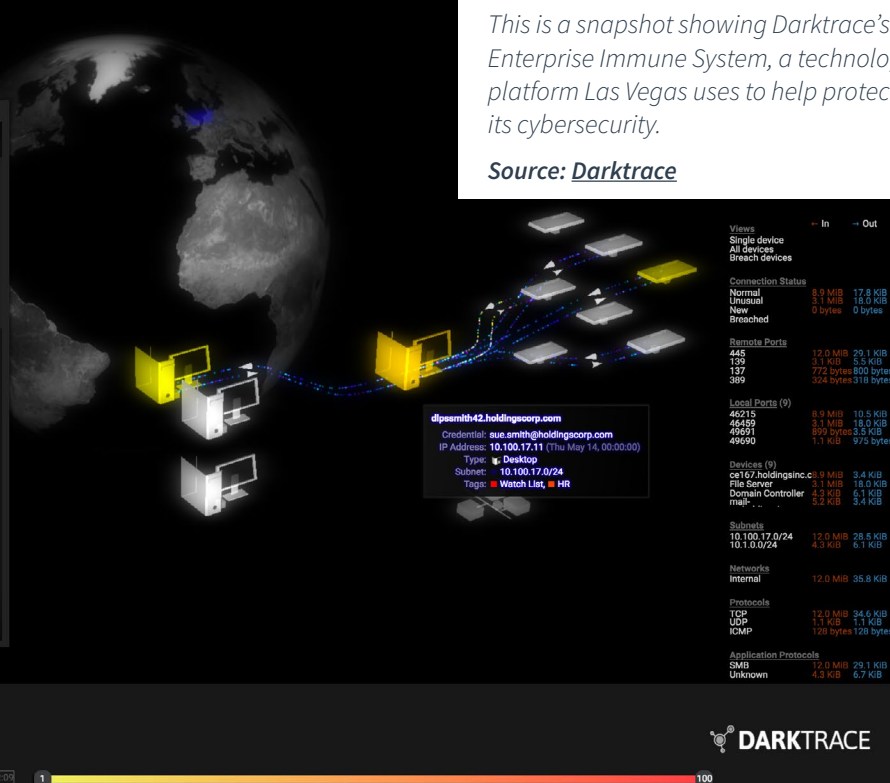 This is a snapshot showing Darktrace's
Enterprise Immune System, a technolo
platform Las Vegas uses to help protec
its cybersecurity.
Source: Darktrace
Views ← In → Out
Single device
All devices
Breach devices
Connection Status
Normal 8.9 MiB 17.8 KiB
Unusual 3.1 MiB 18.0 KiB
New 0 bytes 0 bytes
Breached
Remote Ports
445 12.0 MiB 29.1 KiB
139 3.1 KiB 5.5 KiB
137 772 bytes 800 bytes
389 324 bytes 318 bytes
Local Ports (9)
46215 8.9 MiB 10.5 KiB
46459 3.1 MiB 18.0 KiB
49691 899 bytes 3.5 KiB
49690 1.1 KiB 975 bytes
Devices (9)
ce167.holdingsinc.c 8.9 MiB 3.4 KiB
File Server 3.1 MiB 18.0 KiB
Domain Controller 4.3 KiB 6.1 KiB
mail- 5.2 KiB 3.4 KiB
Subnets
10.100.17.0/24 12.0 MiB 28.5 KiB
10.1.0.0/24 4.3 KiB 6.1 KiB
Networks
Internal 12.0 MiB 35.8 KiB
Protocols
TCP 12.0 MiB 34.6 KiB
UDP 1.1 KiB 1.1 KiB
ICMP 128 bytes 128 bytes
Application Protocols
SMB 12.0 MiB 29.1 KiB
Unknown 4.3 KiB 6.7 KiB
dlpssmith42.holdingscorp.com
Credential: sue.smith@holdingscorp.com
IP Address: 10.100.17.11 (Thu May 14, 00:00:00)
Type: Desktop
Subnet: 10.100.17.0/24
Tags: Watch List, HR
DARKTRACE
:09 1 100